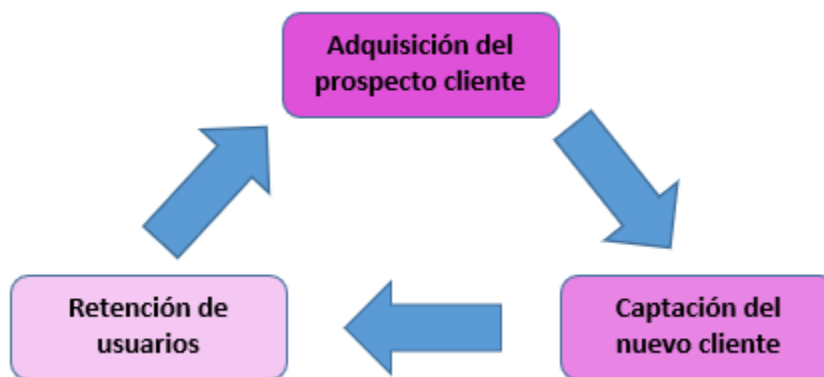 Adquisición del
prospecto cliente
Captación del
nuevo cliente
Retención de
usuarios